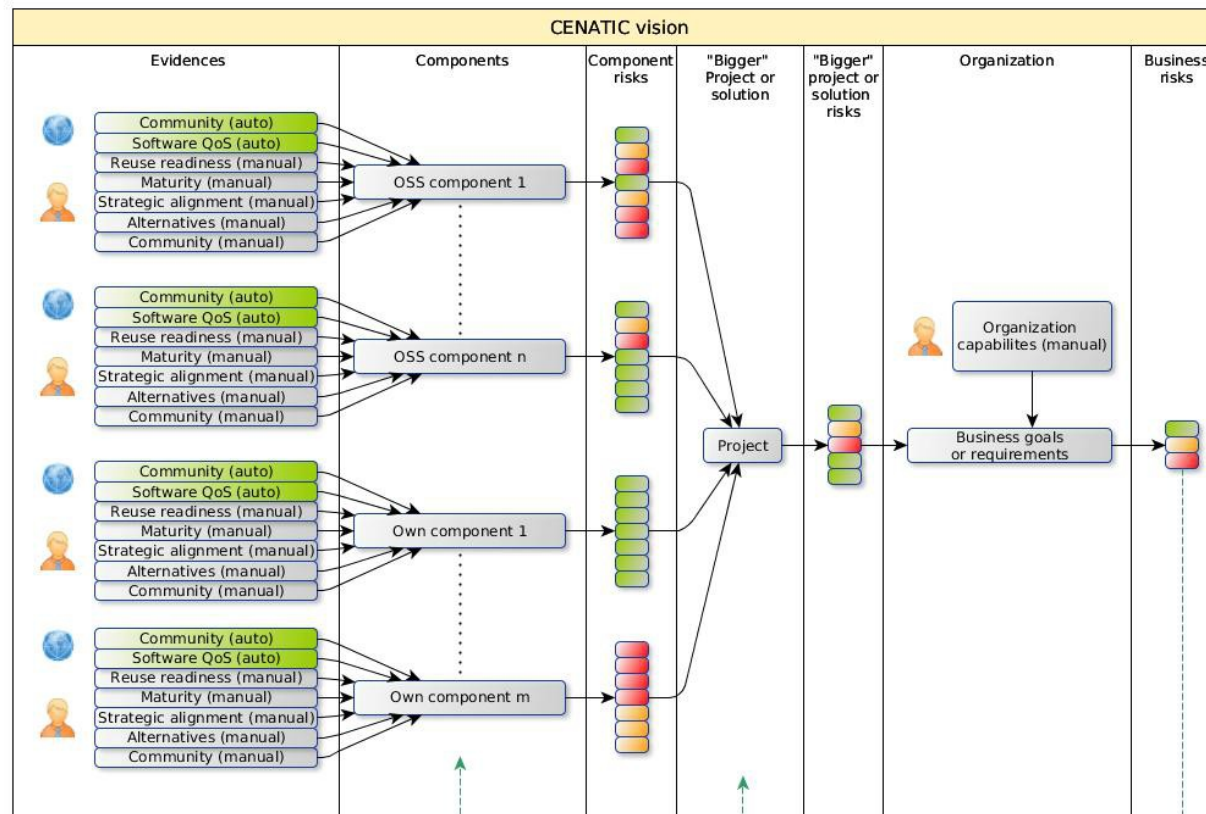 CENATIC vision
Evidences
Components
Component
risks
"Bigger"
Project or
solution
"Bigger"
project or
solution
risks
Organization
Business
risks
Community (auto)
Software QoS (auto)
Reuse readiness (manual)
Maturity (manual)
Strategic alignment (manual)
Alternatives (manual)
Community (manual)
OSS component 1
Community (auto)
Software QoS (auto)
Reuse readiness (manual)
Maturity (manual)
Strategic alignment (manual)
Alternatives (manual)
Community (manual)
OSS component n
Organization
capabilites (manual)
Project
Business goals
or requirements
Community (auto)
Software QoS (auto)
Reuse readiness (manual)
Maturity (manual)
Strategic alignment (manual)
Alternatives (manual)
Community (manual)
Own component 1
Community (auto)
Software QoS (auto)
Reuse readiness (manual)
Maturity (manual)
Strategic alignment (manual)
Alternatives (manual)
Community (manual)
Own component m